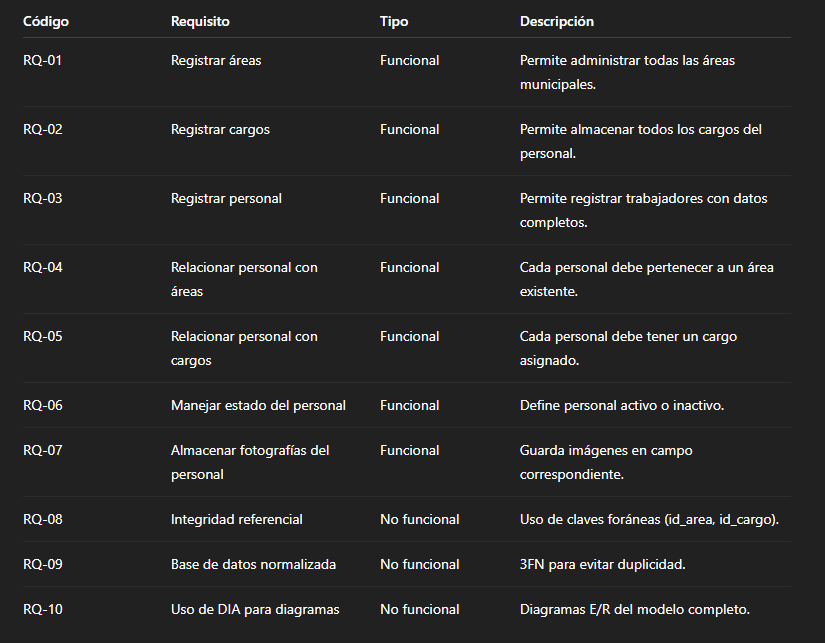 Código Requisito Tipo Descripción
RQ-01 Registrar áreas Funcional Permite administrar todas las áreas
municipales.
RQ-02 Registrar cargos Funcional Permite almacenar todos los cargos del
personal.
RQ-03 Registrar personal Funcional Permite registrar trabajadores con datos
completos.
RQ-04 Relacionar personal con Funcional Cada personal debe pertenecer a un área
áreas existente.
RQ-05 Relacionar personal con Funcional Cada personal debe tener un cargo
cargos asignado.
RQ-06 Manejar estado del personal Funcional Define personal activo o inactivo.
RQ-07 Almacenar fotografías del Funcional Guarda imágenes en campo
personal correspondiente.
RQ-08 Integridad referencial No funcional Uso de claves foráneas (id_area, id_cargo).
RQ-09 Base de datos normalizada No funcional 3FN para evitar duplicidad.
RQ-10 Uso de DIA para diagramas No funcional Diagramas E/R del modelo completo.